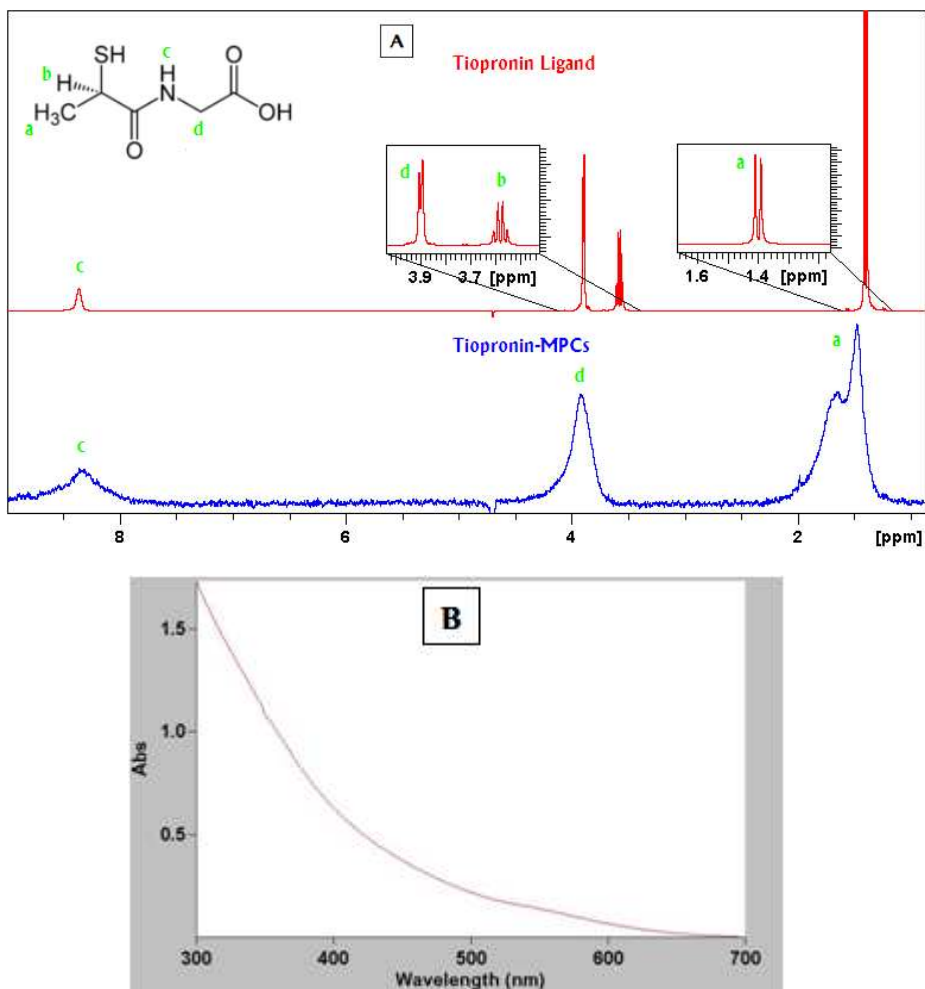 A
SH
c
H
b
H
N
O
H3C
OH
a
O
d
Tiopronin Ligand
d
b
a
3.9 3.7 [ppm]
1.6 1.4 [ppm]
c
Tiopronin-MPCs
a
d
c
8 6 4 2 [ppm]
B
1.5
1.0
0.5
Abs
300 400 500 600 700
Wavelength (nm)